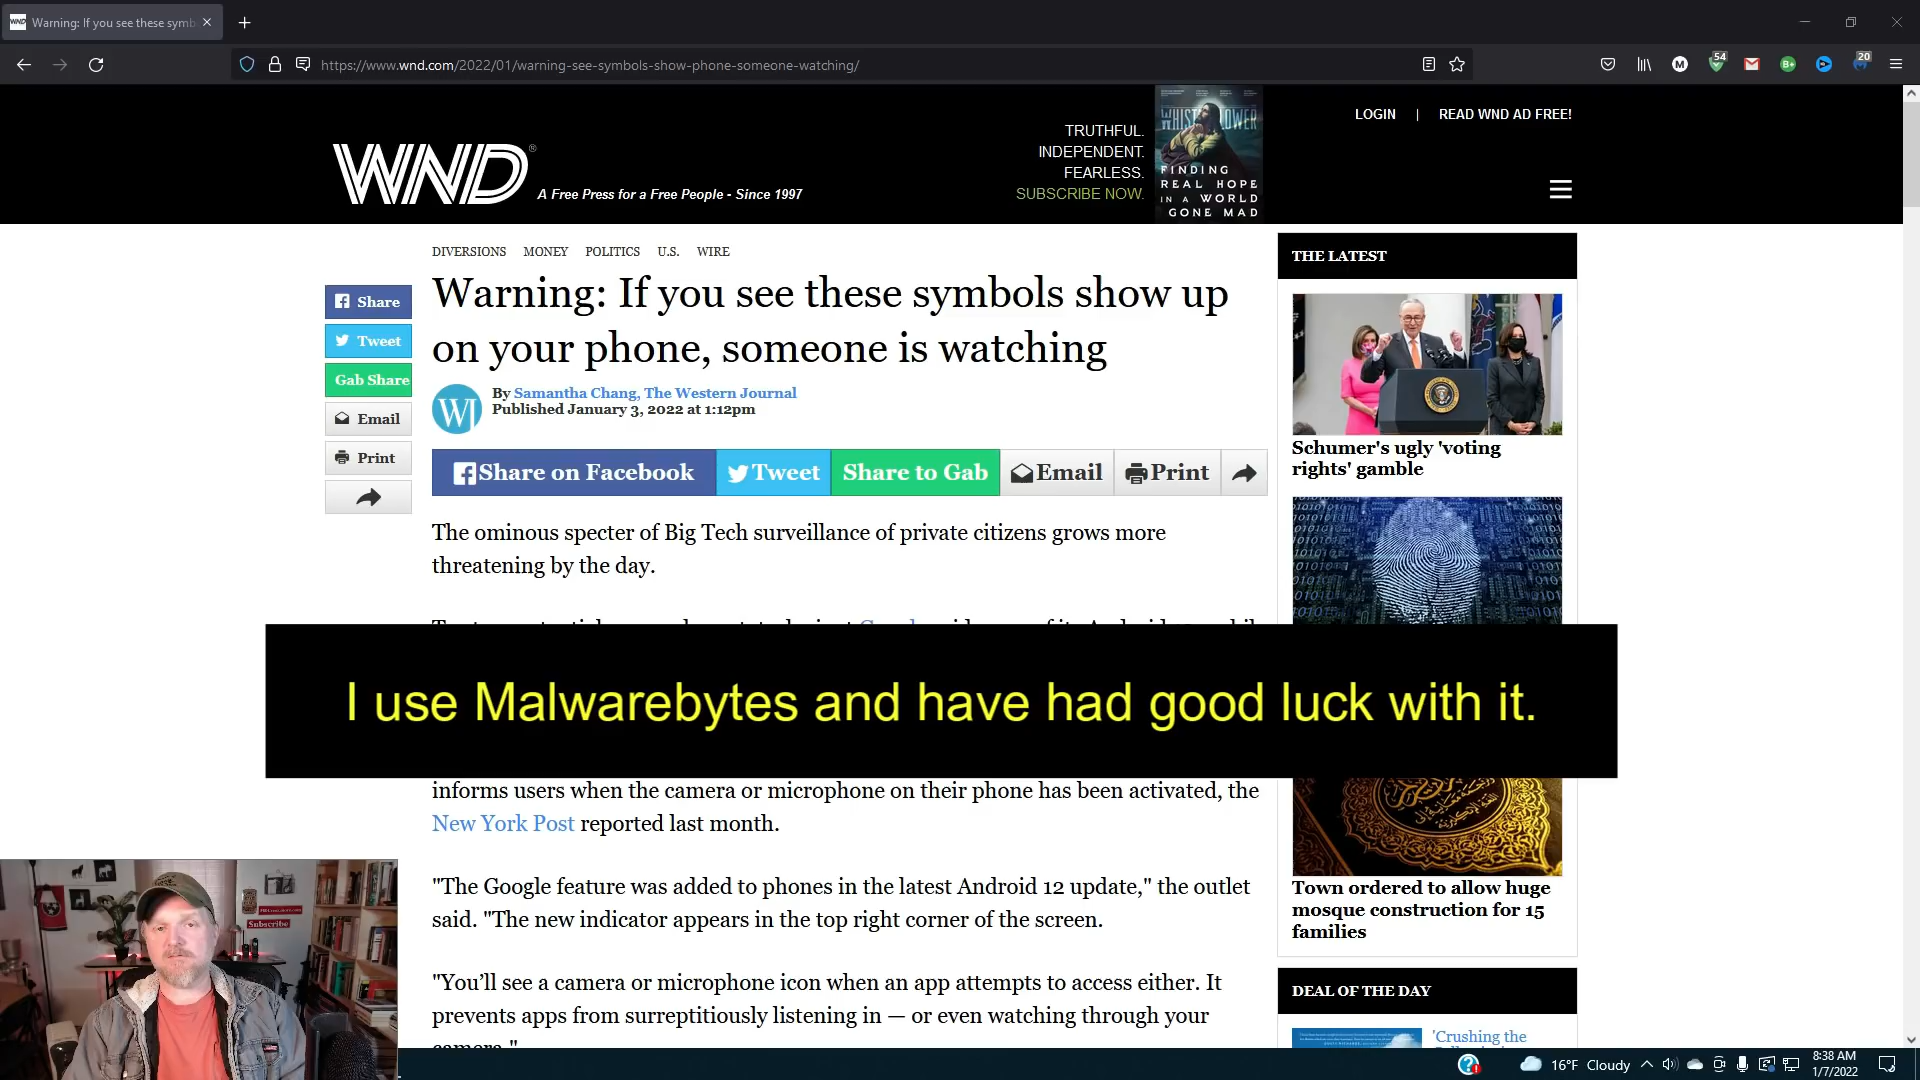 WND
Warning: If you see these symb
https://www.wnd.com/2022/01/warning-see-symbols-show-phone-someone-watching/
54
M
B+
20
WND®
A Free Press for a Free People - Since 1997
TRUTHFUL.
INDEPENDENT.
FEARLESS.
SUBSCRIBE NOW.
FINDING
REAL HOPE
IN A WORLD
GONE MAD
LOGIN | READ WND AD FREE!
DIVERSIONS MONEY POLITICS U.S. WIRE
Warning: If you see these symbols show up
on your phone, someone is watching
Share
Tweet
Gab Share
Email
Print
WJ
By Samantha Chang, The Western Journal
Published January 3, 2022 at 1:12pm
Share on Facebook
Tweet
Share to Gab
Email
Print
The ominous specter of Big Tech surveillance of private citizens grows more
threatening by the day.
I use Malwarebytes and have had good luck with it.
informs users when the camera or microphone on their phone has been activated, the
New York Post reported last month.
"The Google feature was added to phones in the latest Android 12 update," the outlet
said. "The new indicator appears in the top right corner of the screen.
"You’ll see a camera or microphone icon when an app attempts to access either. It
prevents apps from surreptitiously listening in — or even watching through your
camera."
THE LATEST
Schumer's ugly 'voting
rights' gamble
Town ordered to allow huge
mosque construction for 15
families
DEAL OF THE DAY
'Crushing the
Subscribe
16°F Cloudy
8:38 AM
1/7/2022